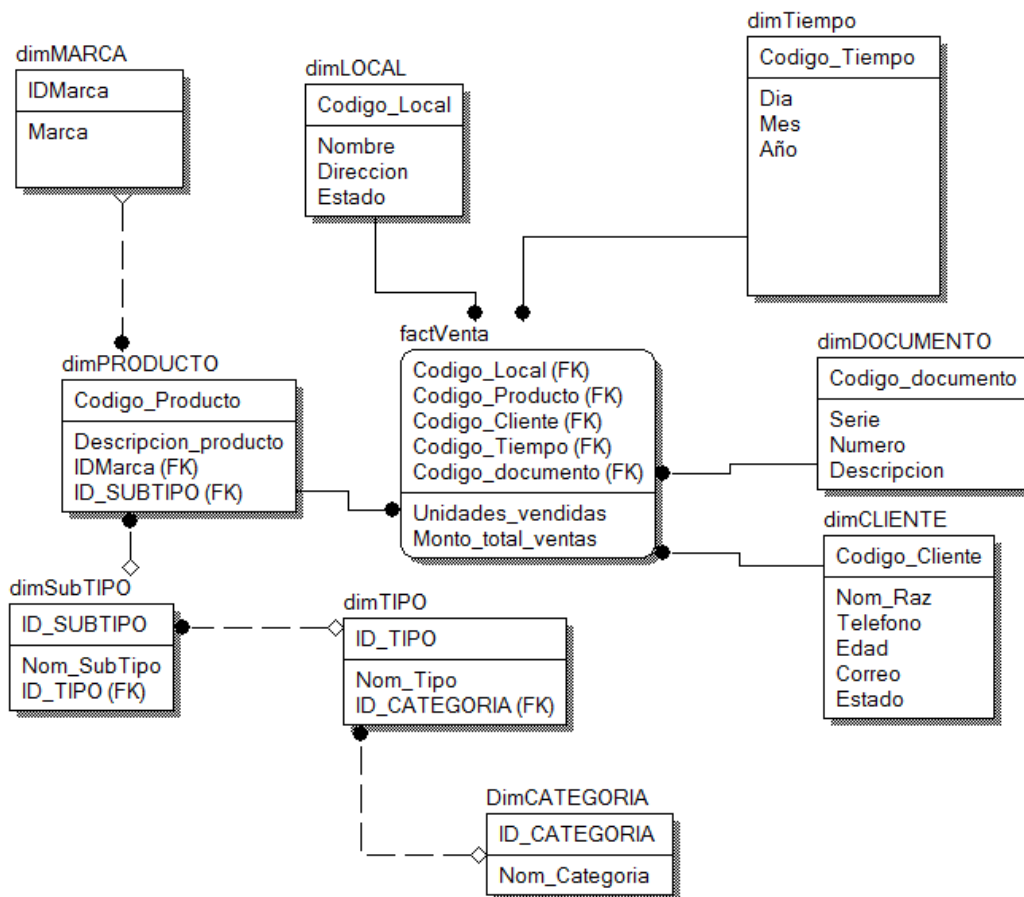 dimMARCA
IDMarca
Marca
dimLOCAL
Codigo_Local
Nombre
Direccion
Estado
dimTiempo
Codigo_Tiempo
Dia
Mes
Año
dimPRODUCTO
Codigo_Producto
Descripcion_producto
IDMarca (FK)
ID_SUBTIPO (FK)
factVenta
Codigo_Local (FK)
Codigo_Producto (FK)
Codigo_Cliente (FK)
Codigo_Tiempo (FK)
Codigo_documento (FK)
Unidades_vendidas
Monto_total_ventas
dimDOCUMENTO
Codigo_documento
Serie
Numero
Descripcion
dimCLIENTE
Codigo_Cliente
Nom_Raz
Telefono
Edad
Correo
Estado
dimSubTIPO
ID_SUBTIPO
Nom_SubTipo
ID_TIPO (FK)
dimTIPO
ID_TIPO
Nom_Tipo
ID_CATEGORIA (FK)
DimCATEGORIA
ID_CATEGORIA
Nom_Categoria